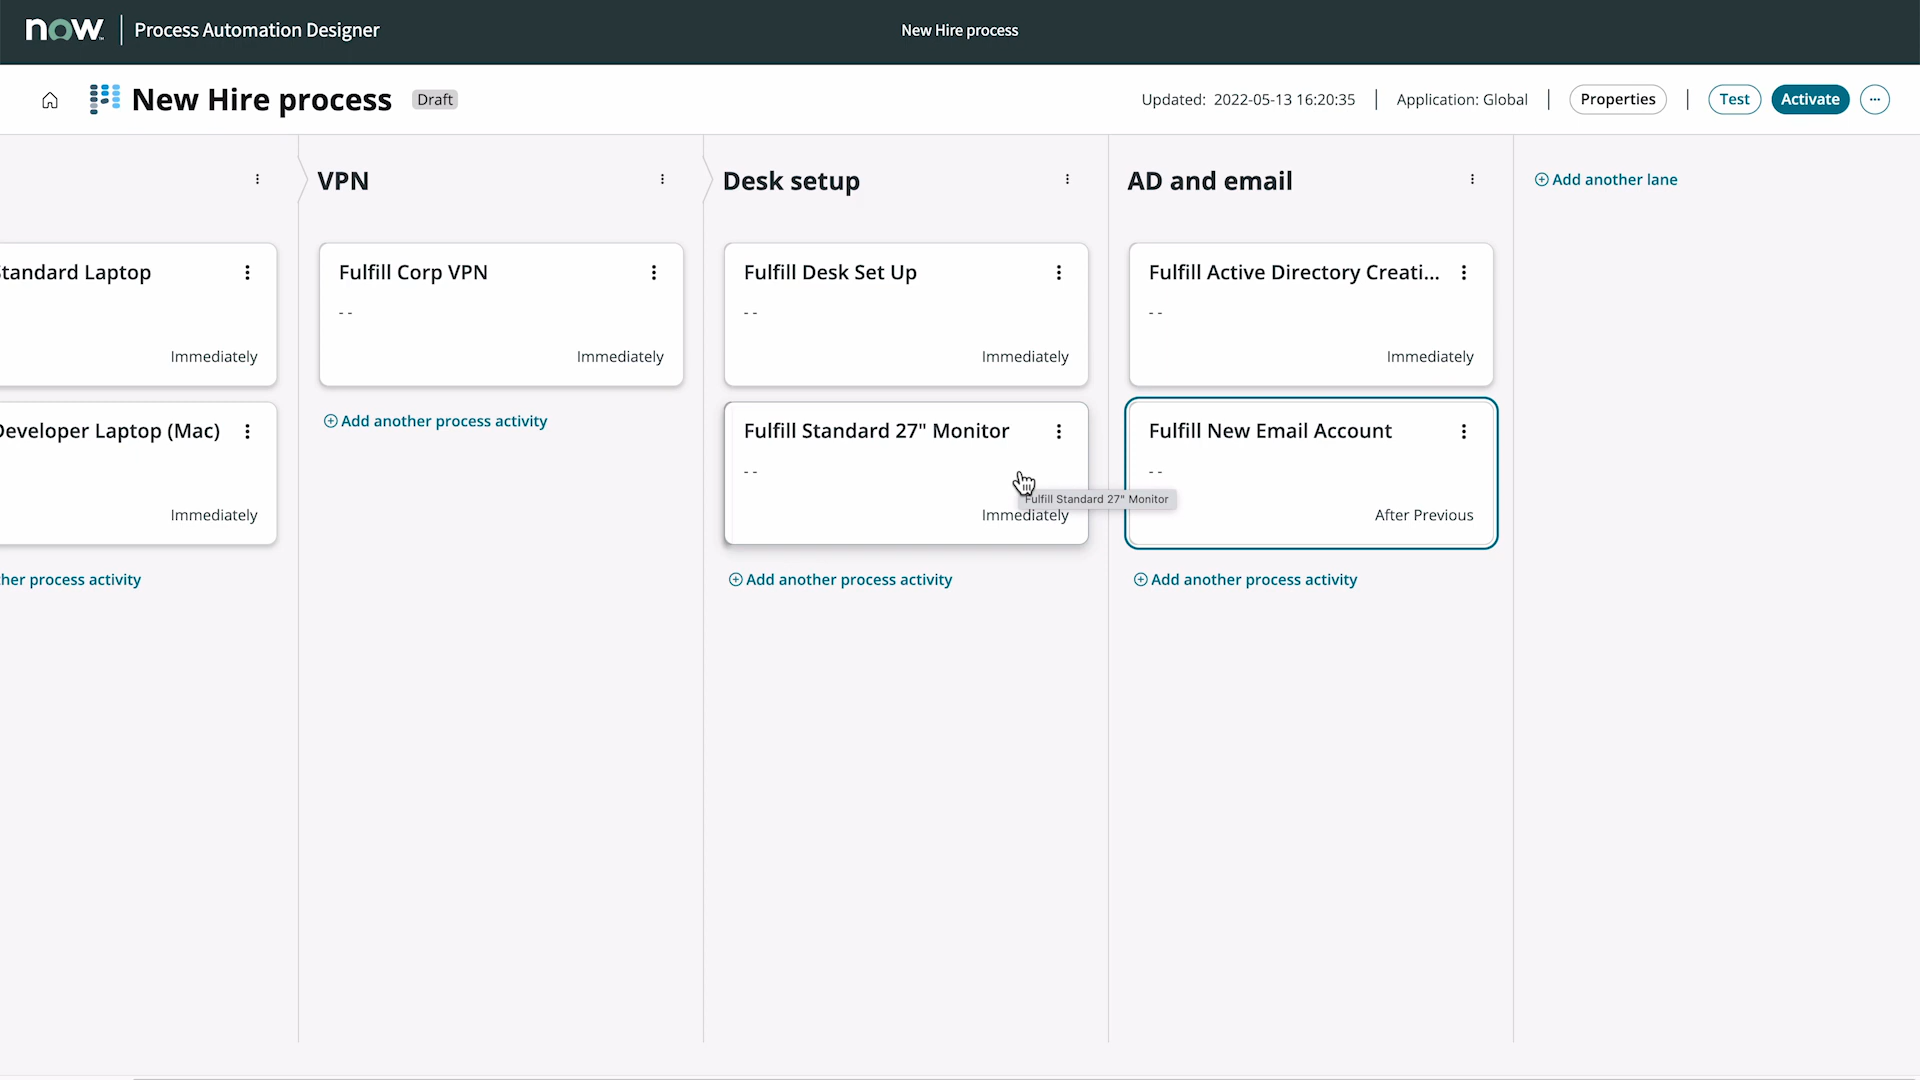 now
Process Automation Designer
New Hire process
New Hire process
Draft
Updated: 2022-05-13 16:20:35
Application: Global
Properties
Test
Activate
VPN
Desk setup
AD and email
Add another lane
Standard Laptop
Immediately
Fulfill Corp VPN
--
Immediately
Fulfill Desk Set Up
--
Immediately
Fulfill Active Directory Creati...
--
Immediately
Developer Laptop (Mac)
Immediately
Add another process activity
Fulfill Standard 27" Monitor
--
Fulfill Standard 27" Monitor
Immediately
Fulfill New Email Account
--
After Previous
her process activity
Add another process activity
Add another process activity